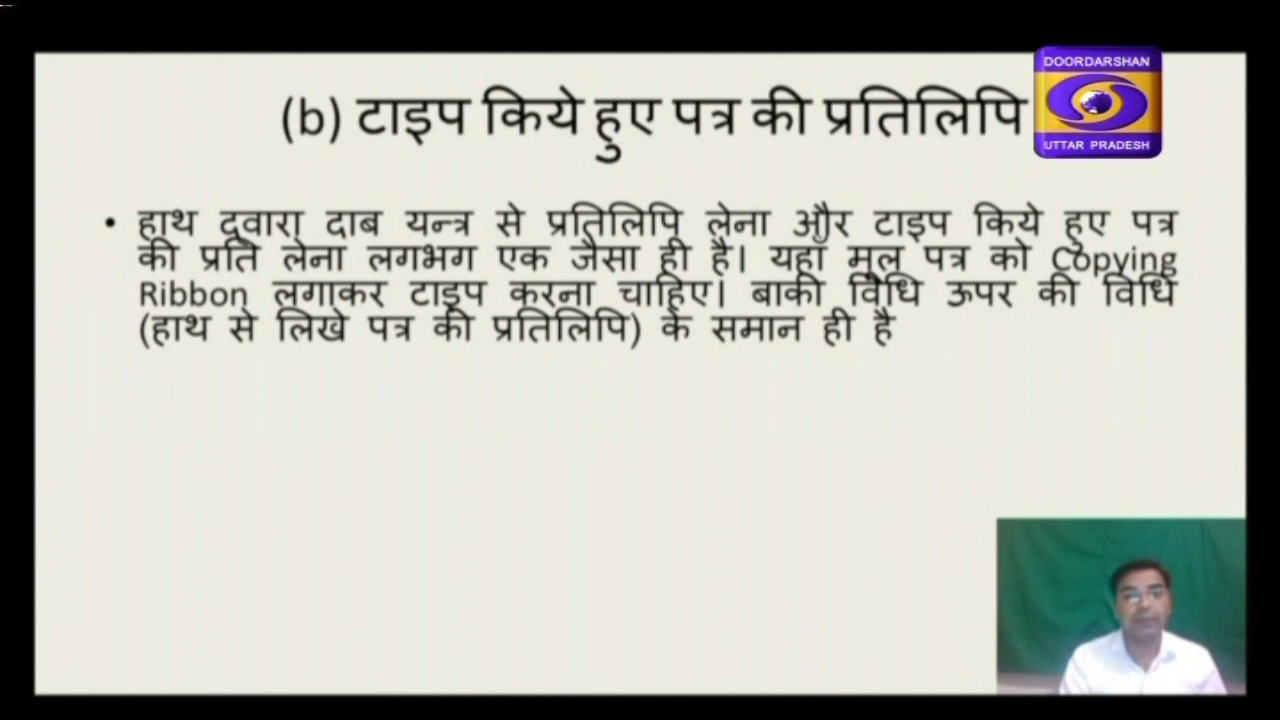 DOORDARSHAN
UTTAR PRADESH
(b) टाइप किये हुए पत्र की प्रतिलिपि
• हाथ द्वारा दाब यन्त्र से प्रतिलिपि लेना और टाइप किये हुए पत्र
की प्रति लेना लगभग एक जैसा ही है। यहाँ मूल पत्र को Copying
Ribbon लगाकर टाइप करना चाहिए। बाकी विधि ऊपर की विधि
(हाथ से लिखे पत्र की प्रतिलिपि) के समान ही है